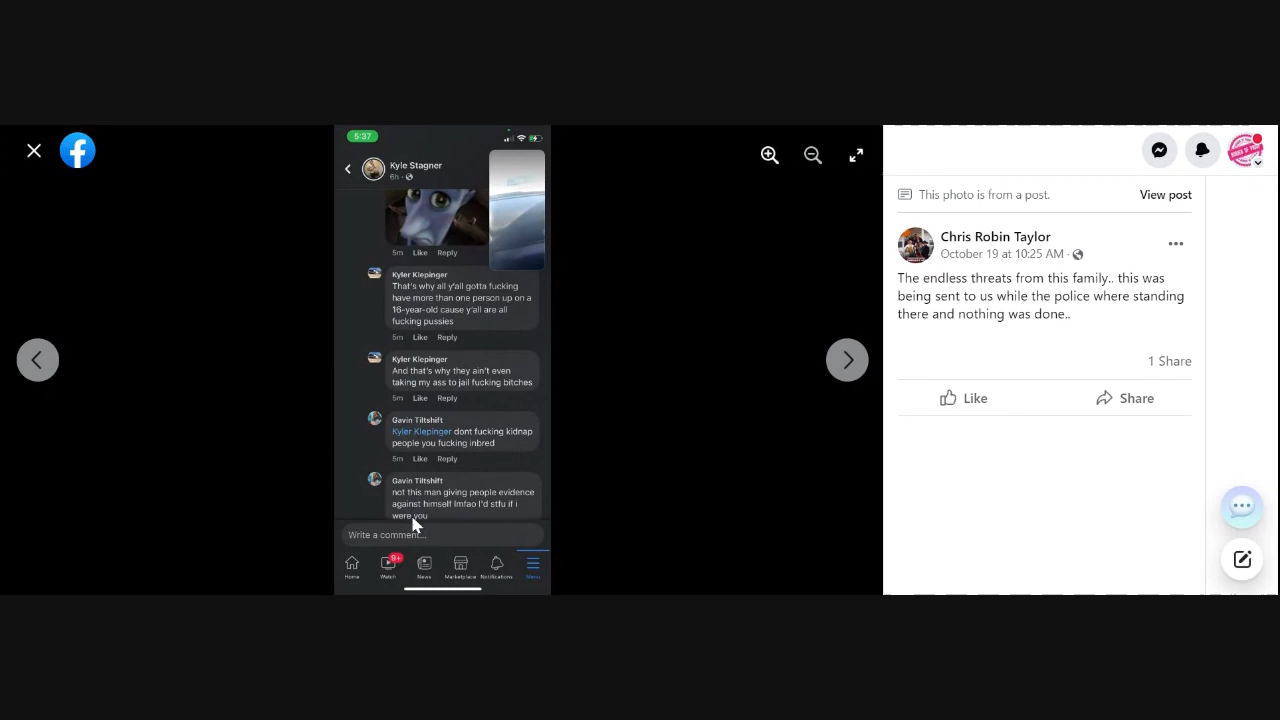 5:37
Kyle Stagner
6h
5m Like Reply
Kyler Klepinger
That's why all y'all gotta fucking
have more than one person up on a
16-year-old cause y'all are all
fucking pussies
5m Like Reply
Kyler Klepinger
And that's why they ain't even
taking my ass to jail fucking bitches
5m Like Reply
Gavin Tiltshift
Kyler Klepinger dont fucking kidnap
people you fucking inbred
5m Like Reply
Gavin Tiltshift
not this man giving people evidence
against himself lmfao I'd stfu if i
were you
Write a comment...
9+
Home Watch News Marketplace Notifications Menu
This photo is from a post. View post
Chris Robin Taylor
October 19 at 10:25 AM
The endless threats from this family.. this was
being sent to us while the police where standing
there and nothing was done..
1 Share
Like Share